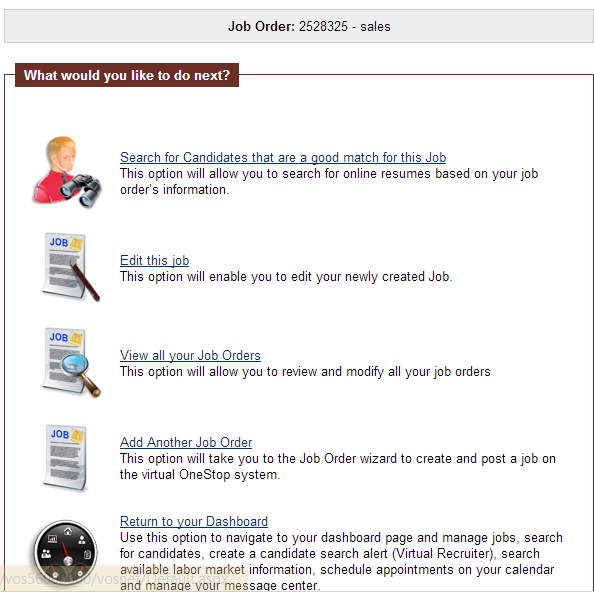 Job Order: 2528325 - sales
What would you like to do next?
Search for Candidates that are a good match for this Job
This option will allow you to search for online resumes based on your job
order's information.
JOB
Edit this job
This option will enable you to edit your newly created Job.
JOB
View all your Job Orders
This option will allow you to review and modify all your job orders
JOB
Add Another Job Order
This option will take you to the Job Order wizard to create and post a job on
the virtual OneStop system.
Return to your Dashboard
Use this option to navigate to your dashboard page and manage jobs, search
for candidates, create a candidate search alert (Virtual Recruiter), search
available labor market information, schedule appointments on your calendar
and manage your message center.